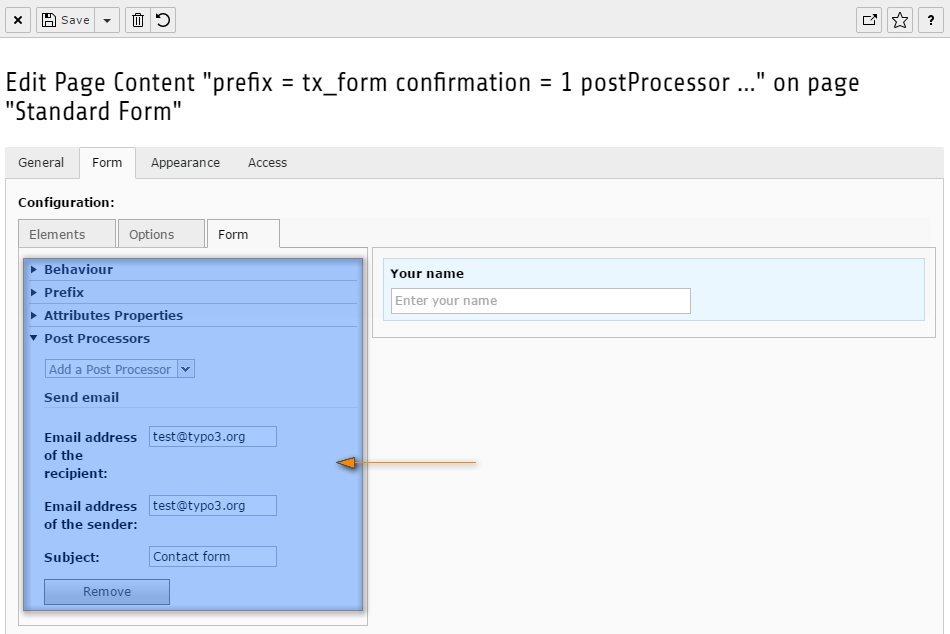 Save
?
Edit Page Content "prefix = tx_form confirmation = 1 postProcessor ..." on page
"Standard Form"
General Form Appearance Access
Configuration:
Elements Options Form
Behaviour
Prefix
Attributes Properties
Post Processors
Add a Post Processor
Send email
Email address
of the
recipient:
test@typo3.org
Email address
of the sender:
test@typo3.org
Subject:
Contact form
Remove
Your name
Enter your name